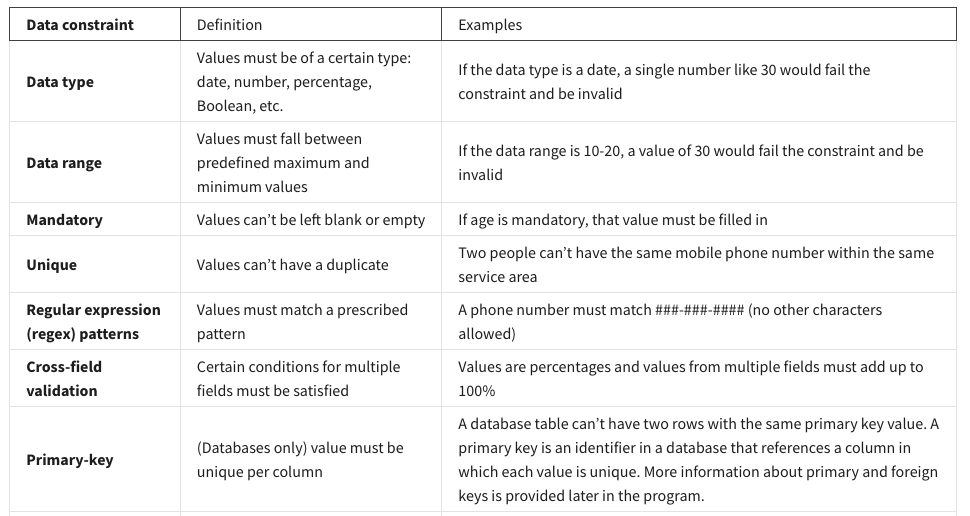 Data constraint
Definition
Examples
Data type
Values must be of a certain type:
date, number, percentage,
Boolean, etc.
If the data type is a date, a single number like 30 would fail the
constraint and be invalid
Data range
Values must fall between
predefined maximum and
minimum values
If the data range is 10-20, a value of 30 would fail the constraint and be
invalid
Mandatory
Values can’t be left blank or empty
If age is mandatory, that value must be filled in
Unique
Values can’t have a duplicate
Two people can’t have the same mobile phone number within the same
service area
Regular expression
(regex) patterns
Values must match a prescribed
pattern
A phone number must match ###-###-#### (no other characters
allowed)
Cross-field
validation
Certain conditions for multiple
fields must be satisfied
Values are percentages and values from multiple fields must add up to
100%
Primary-key
(Databases only) value must be
unique per column
A database table can’t have two rows with the same primary key value. A
primary key is an identifier in a database that references a column in
which each value is unique. More information about primary and foreign
keys is provided later in the program.